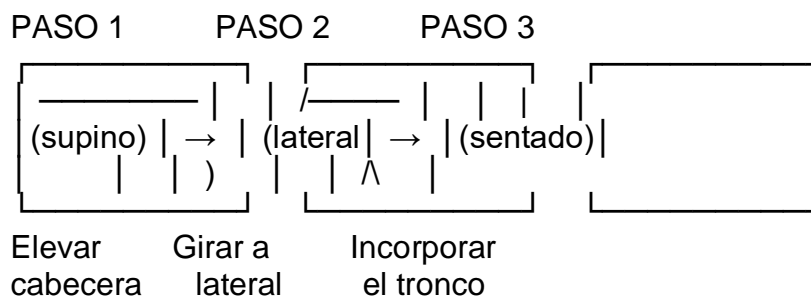 PASO 1 PASO 2 PASO 3
(supino) → (lateral → (sentado)
)
Elevar Girar a Incorporar
cabecera lateral el tronco